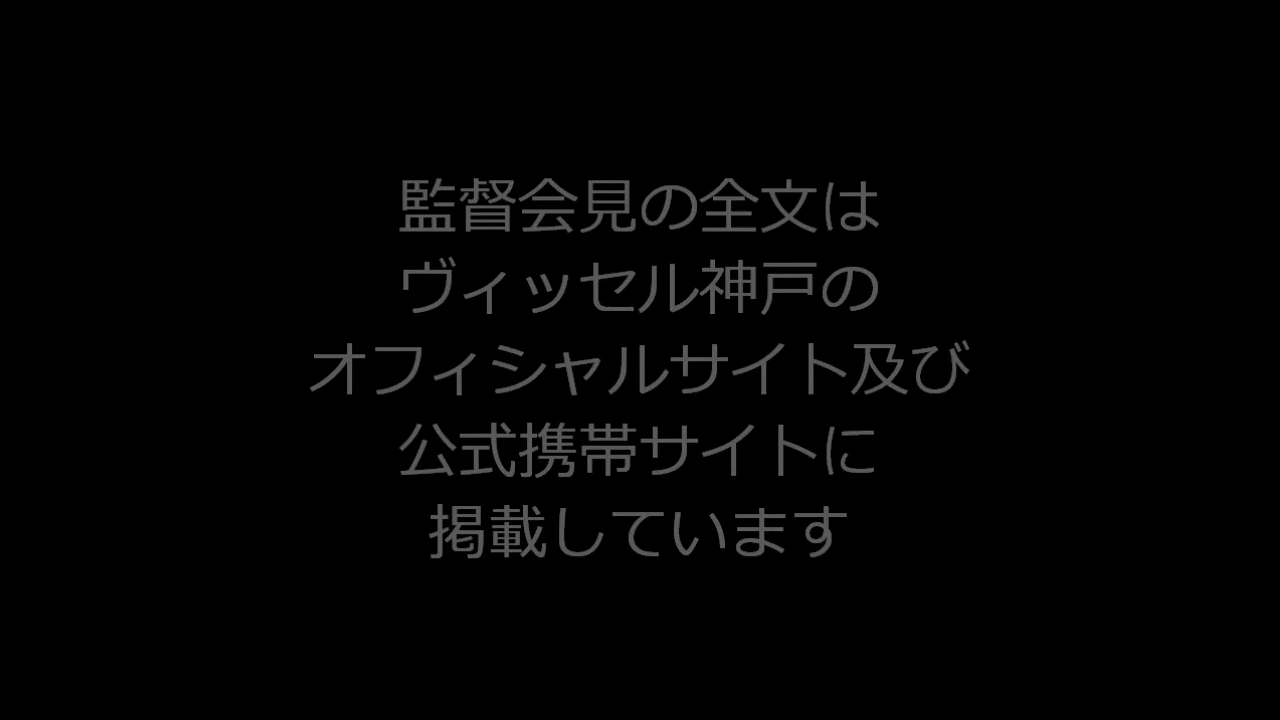 監督会見の全文は
ヴィッセル神戸の
オフィシャルサイト及び
公式携帯サイトに
掲載しています